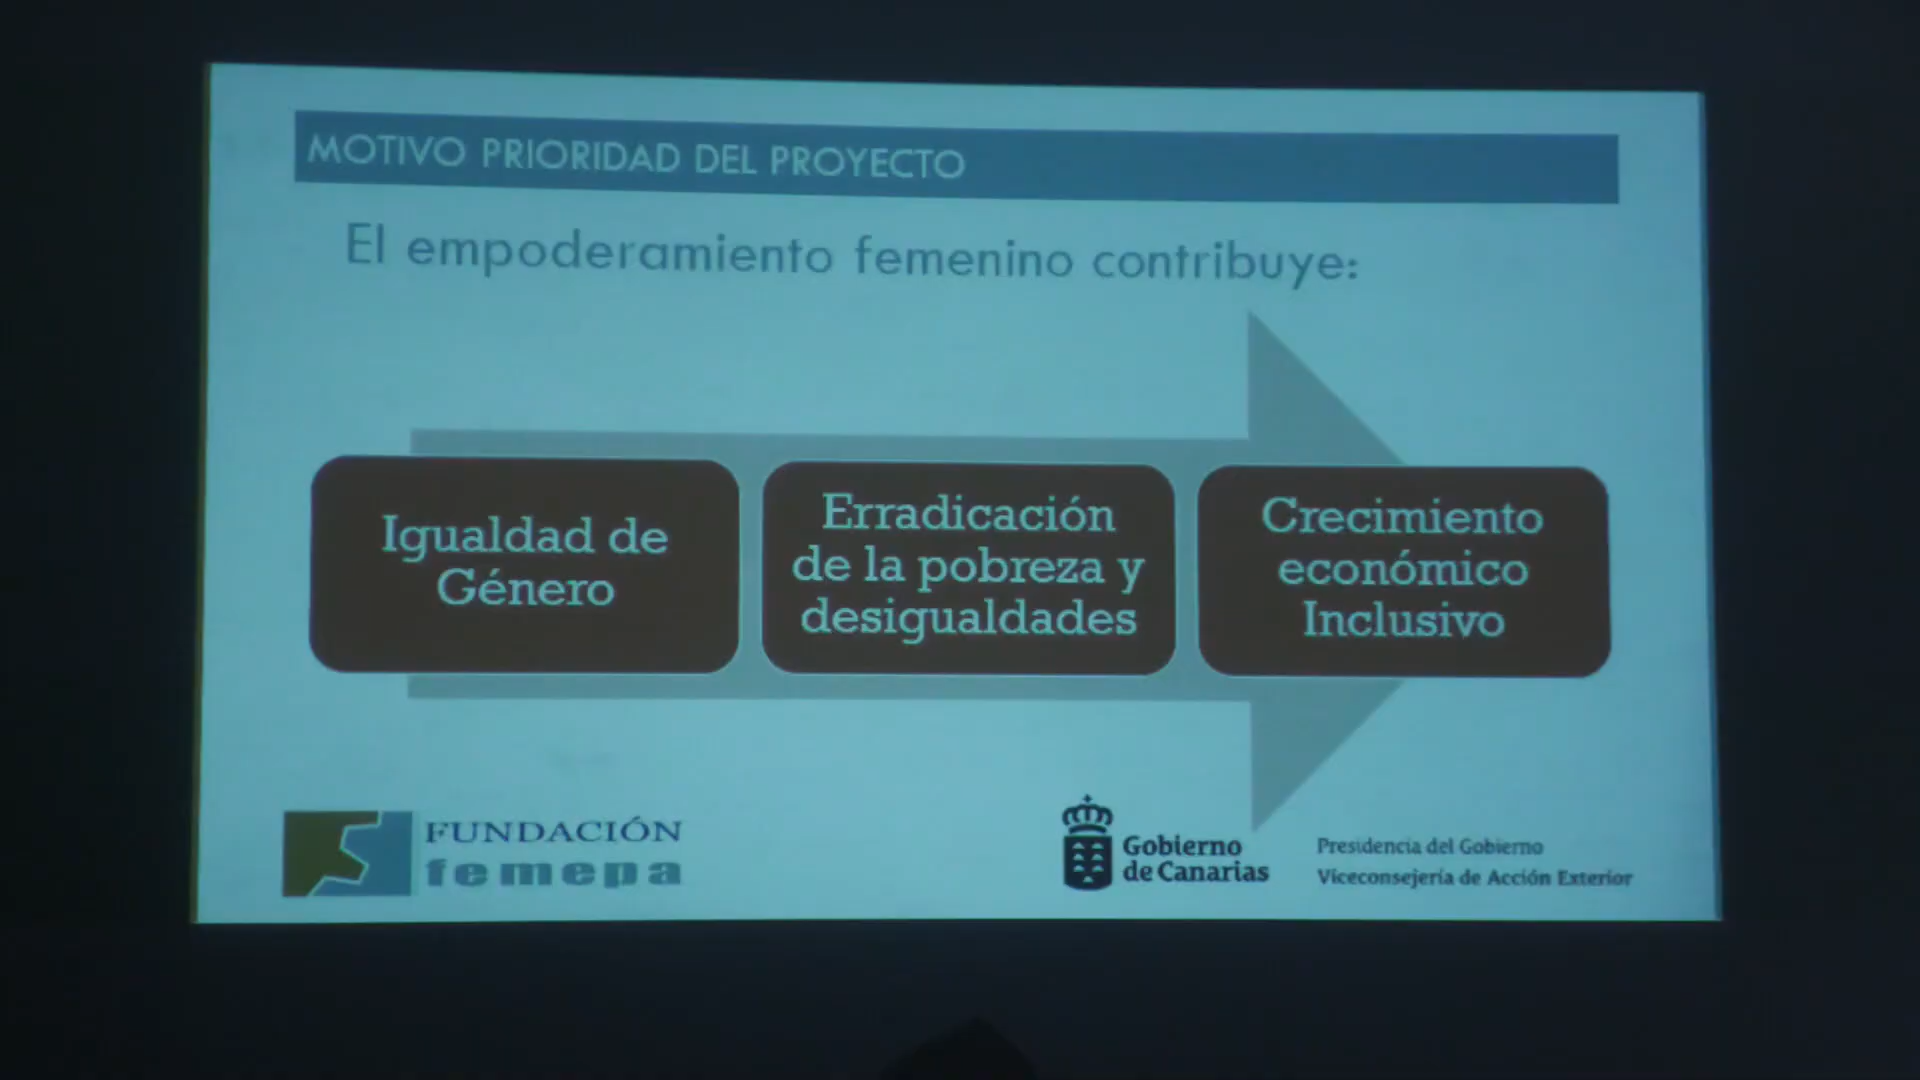 MOTIVO PRIORIDAD DEL PROYECTO
El empoderamiento femenino contribuye:
Igualdad de
Género
Erradicación
de la pobreza y
desigualdades
Crecimiento
económico
Inclusivo
FUNDACIÓN
femepa
Gobierno
de Canarias
Presidencia del Gobierno
Viceconsejería de Acción Exterior